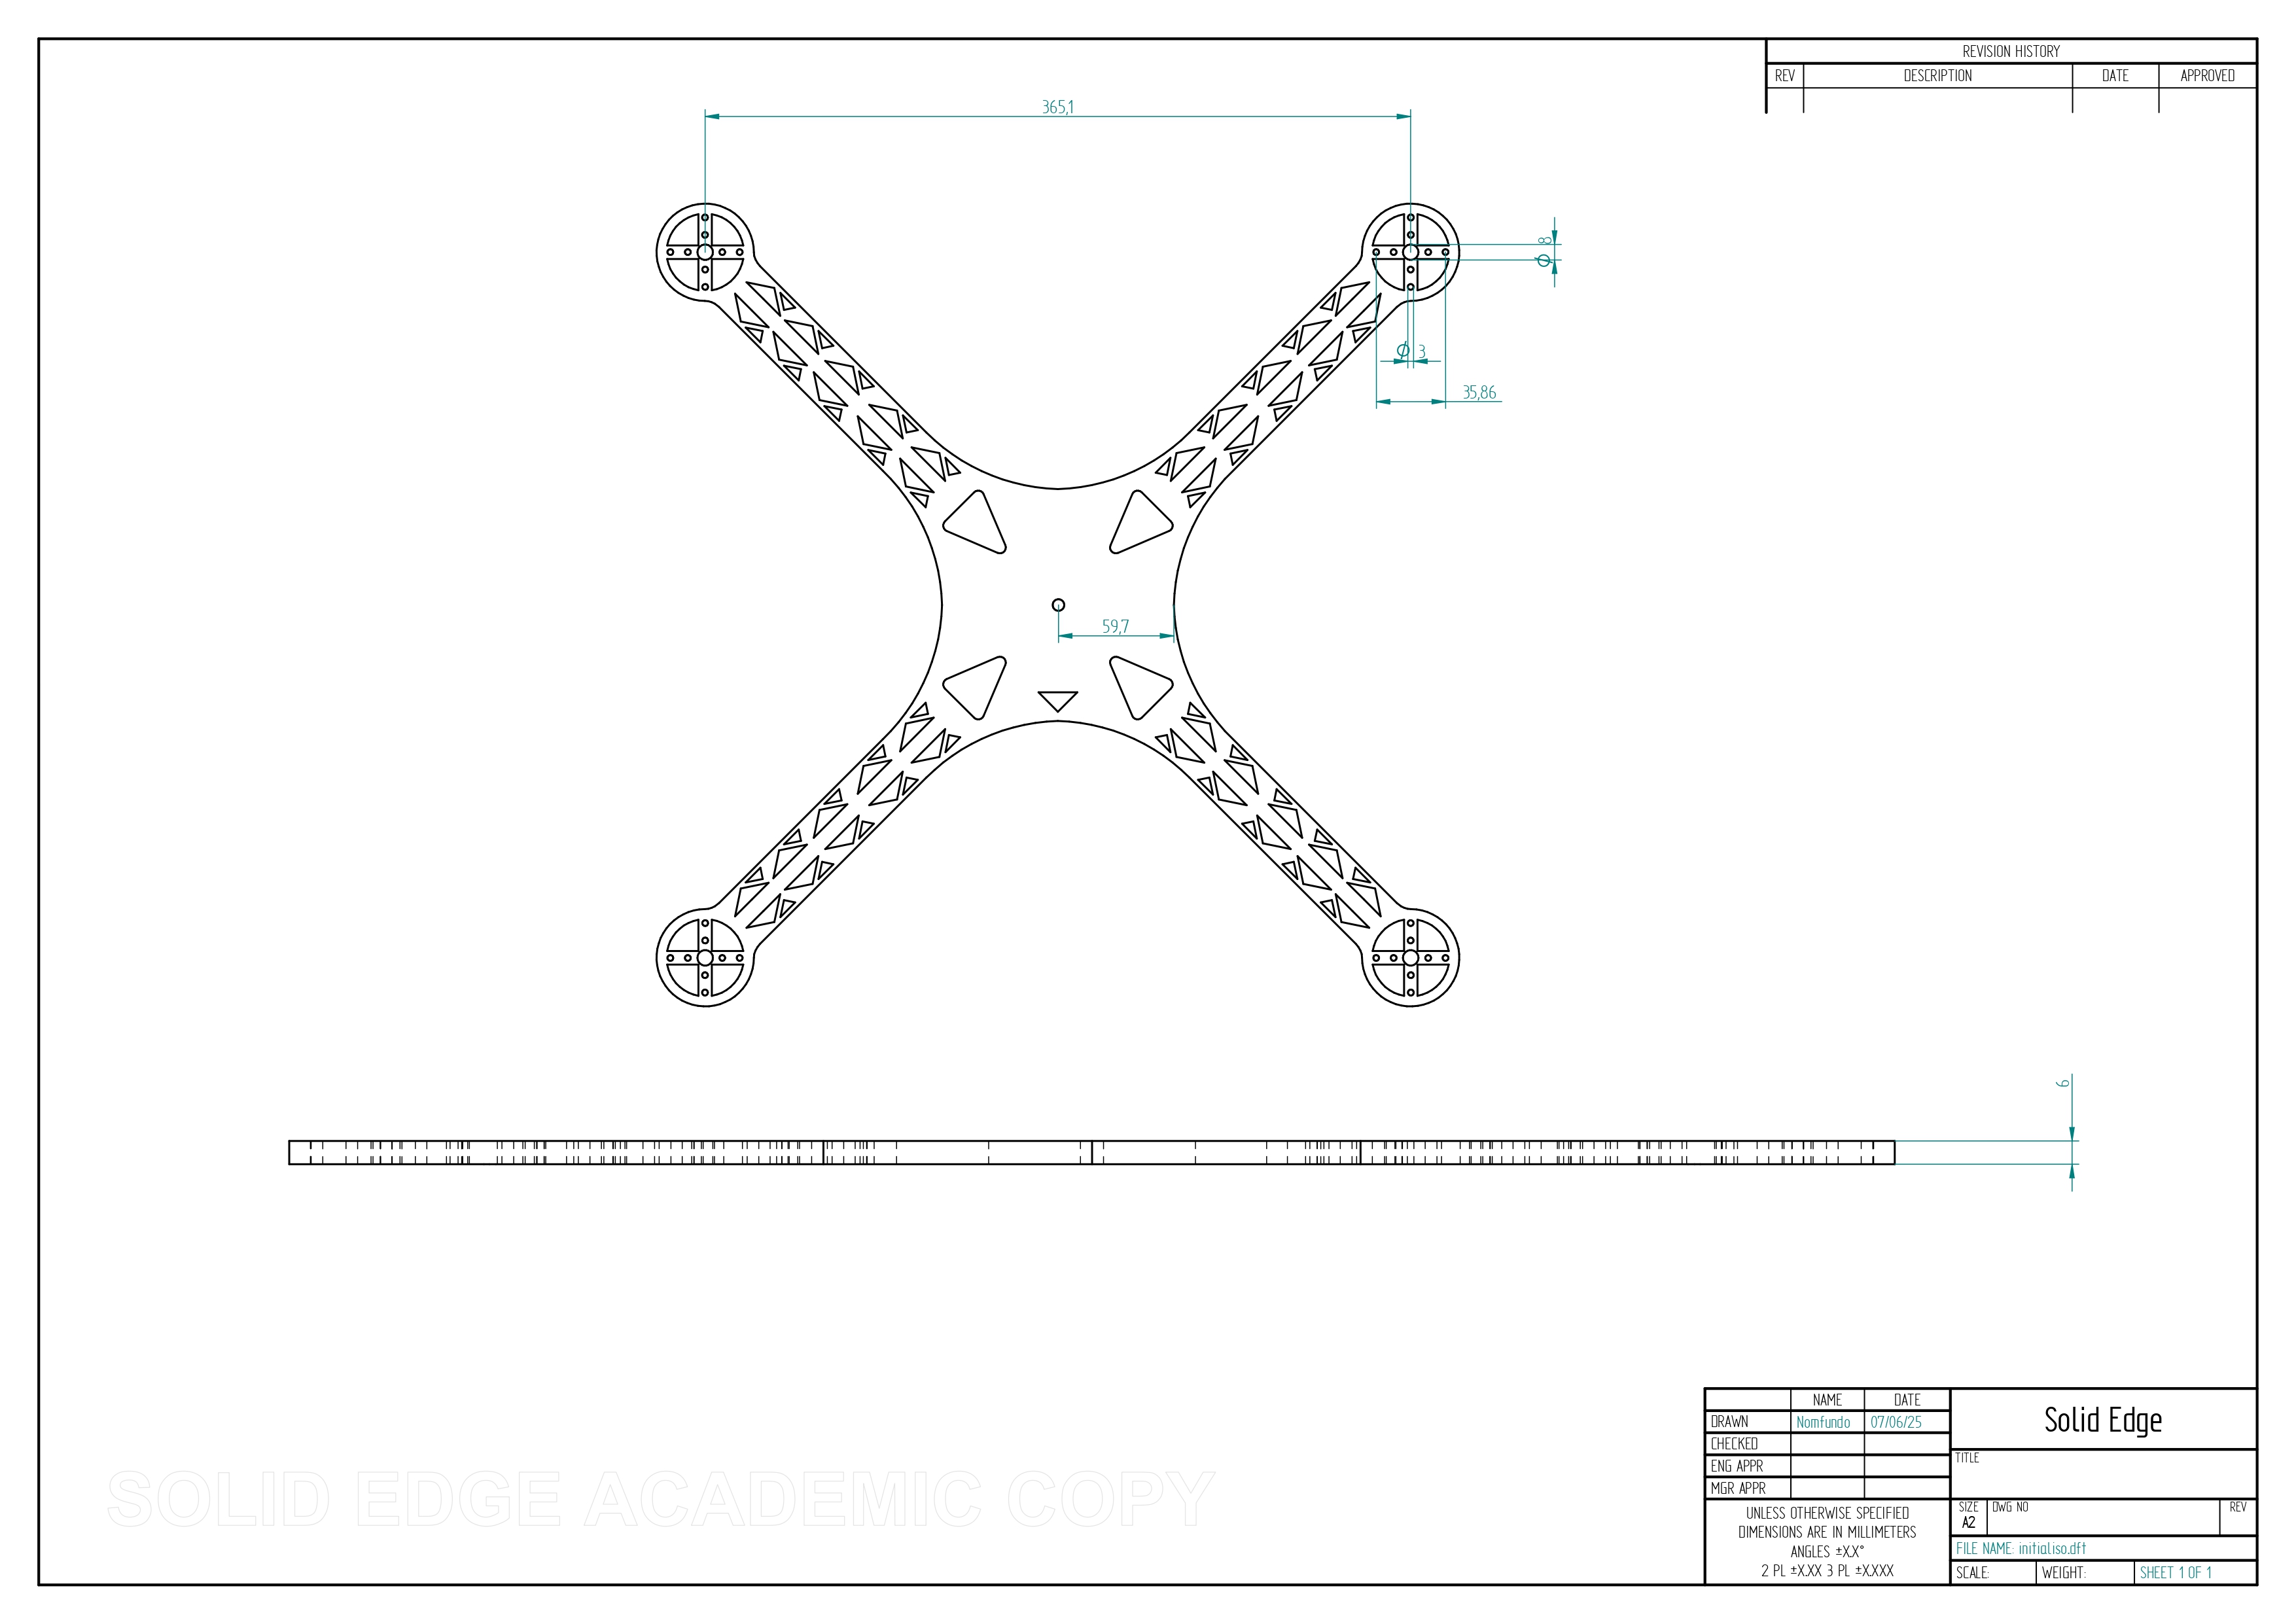 REVISION HISTORY
REV DESCRIPTION DATE APPROVED
365,1
Ø 8
Ø 3
35,86
59,7
6
NAME DATE
DRAWN Nomfundo 07/06/25
CHECKED
ENG APPR
MGR APPR
UNLESS OTHERWISE SPECIFIED
DIMENSIONS ARE IN MILLIMETERS
ANGLES ±X.X°
2 PL ±X.XX 3 PL ±X.XXX
Solid Edge
TITLE
SIZE DWG NO REV
A2
FILE NAME: initialiso.dft
SCALE: WEIGHT: SHEET 1 OF 1
SOLID EDGE ACADEMIC COPY